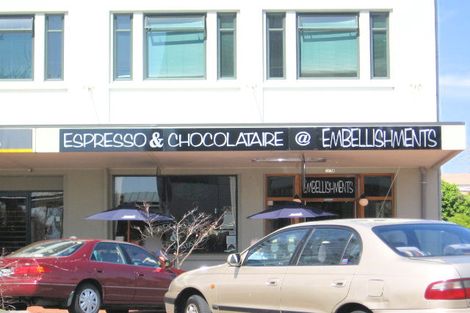 ESPRESSO & CHOCOLATAIRE @ EMBELLISHMENTS
EMBELLISHMENTS